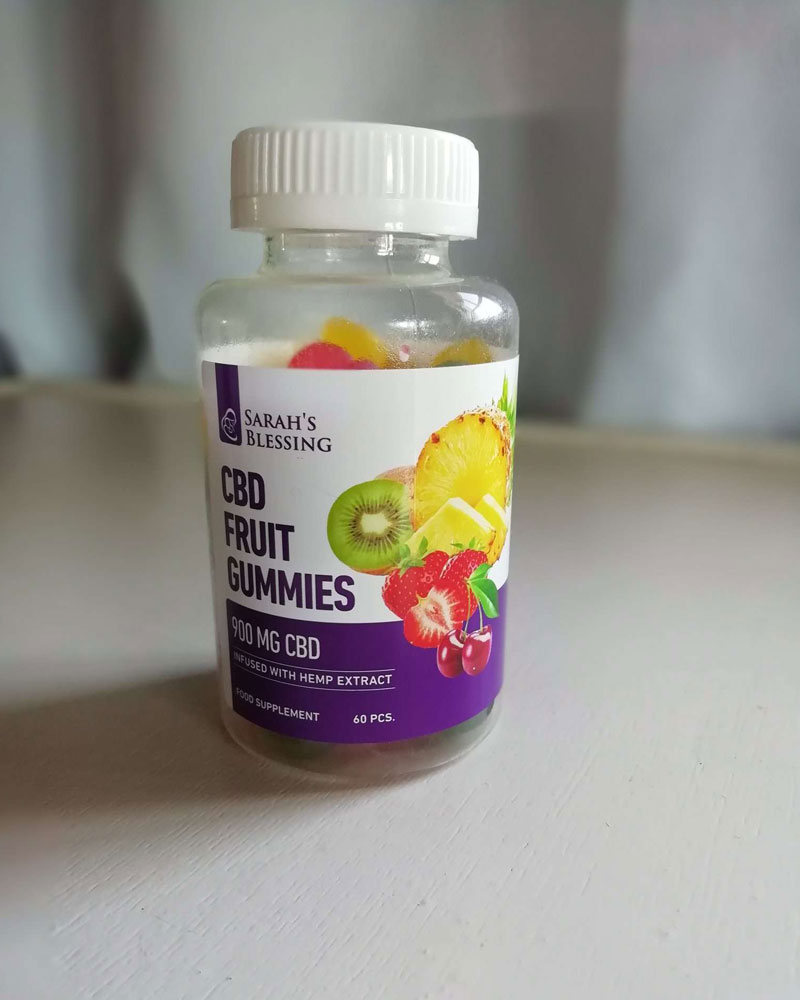 SARAH'S
BLESSING
CBD
FRUIT
GUMMIES
900 MG CBD
INFUSED WITH HEMP EXTRACT
FOOD SUPPLEMENT 60 PCS.